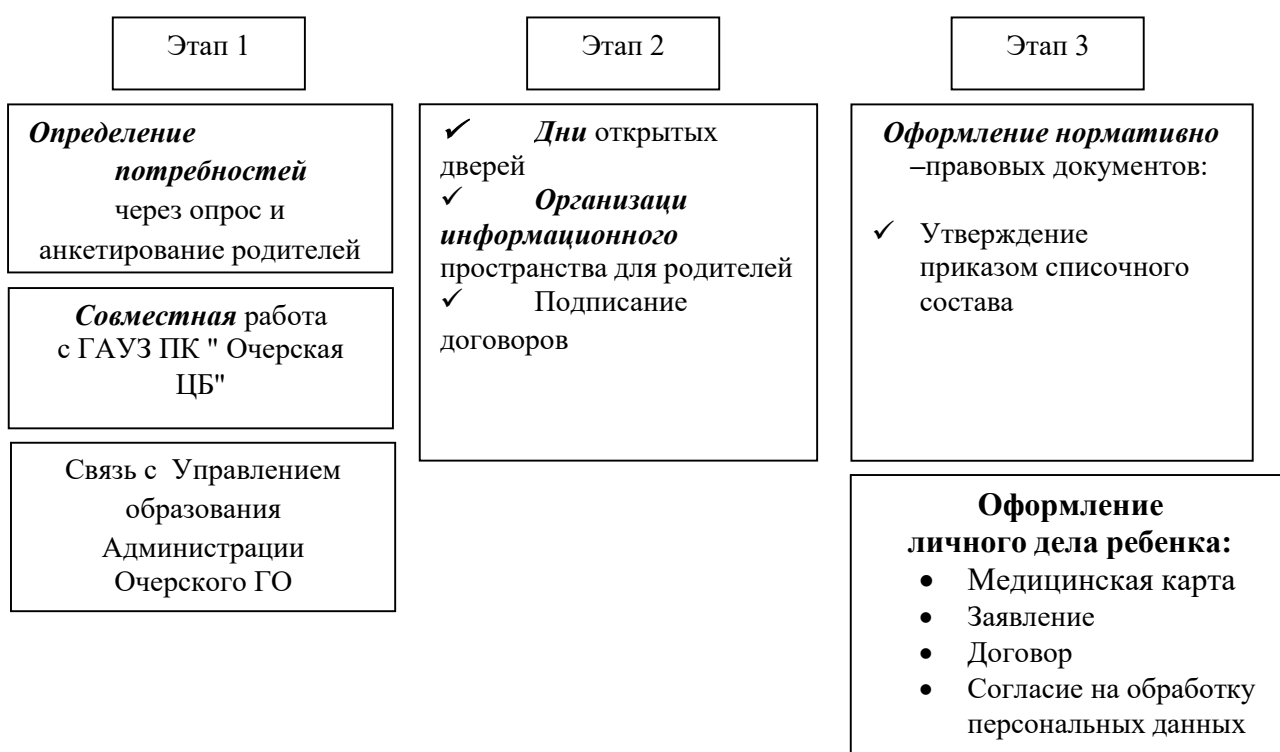 Этап 1
Определение
потребностей
через опрос и
анкетирование родителей
Совместная работа
с ГАУЗ ПК " Очерская
ЦБ"
Связь с Управлением
образования
Администрации
Очерского ГО
Этап 2
✓ Дни открытых
дверей
✓ Организаци
информационного
пространства для родителей
✓ Подписание
договоров
Этап 3
Оформление нормативно
–правовых документов:
✓ Утверждение
приказом списочного
состава
Оформление
личного дела ребенка:
• Медицинская карта
• Заявление
• Договор
• Согласие на обработку
персональных данных